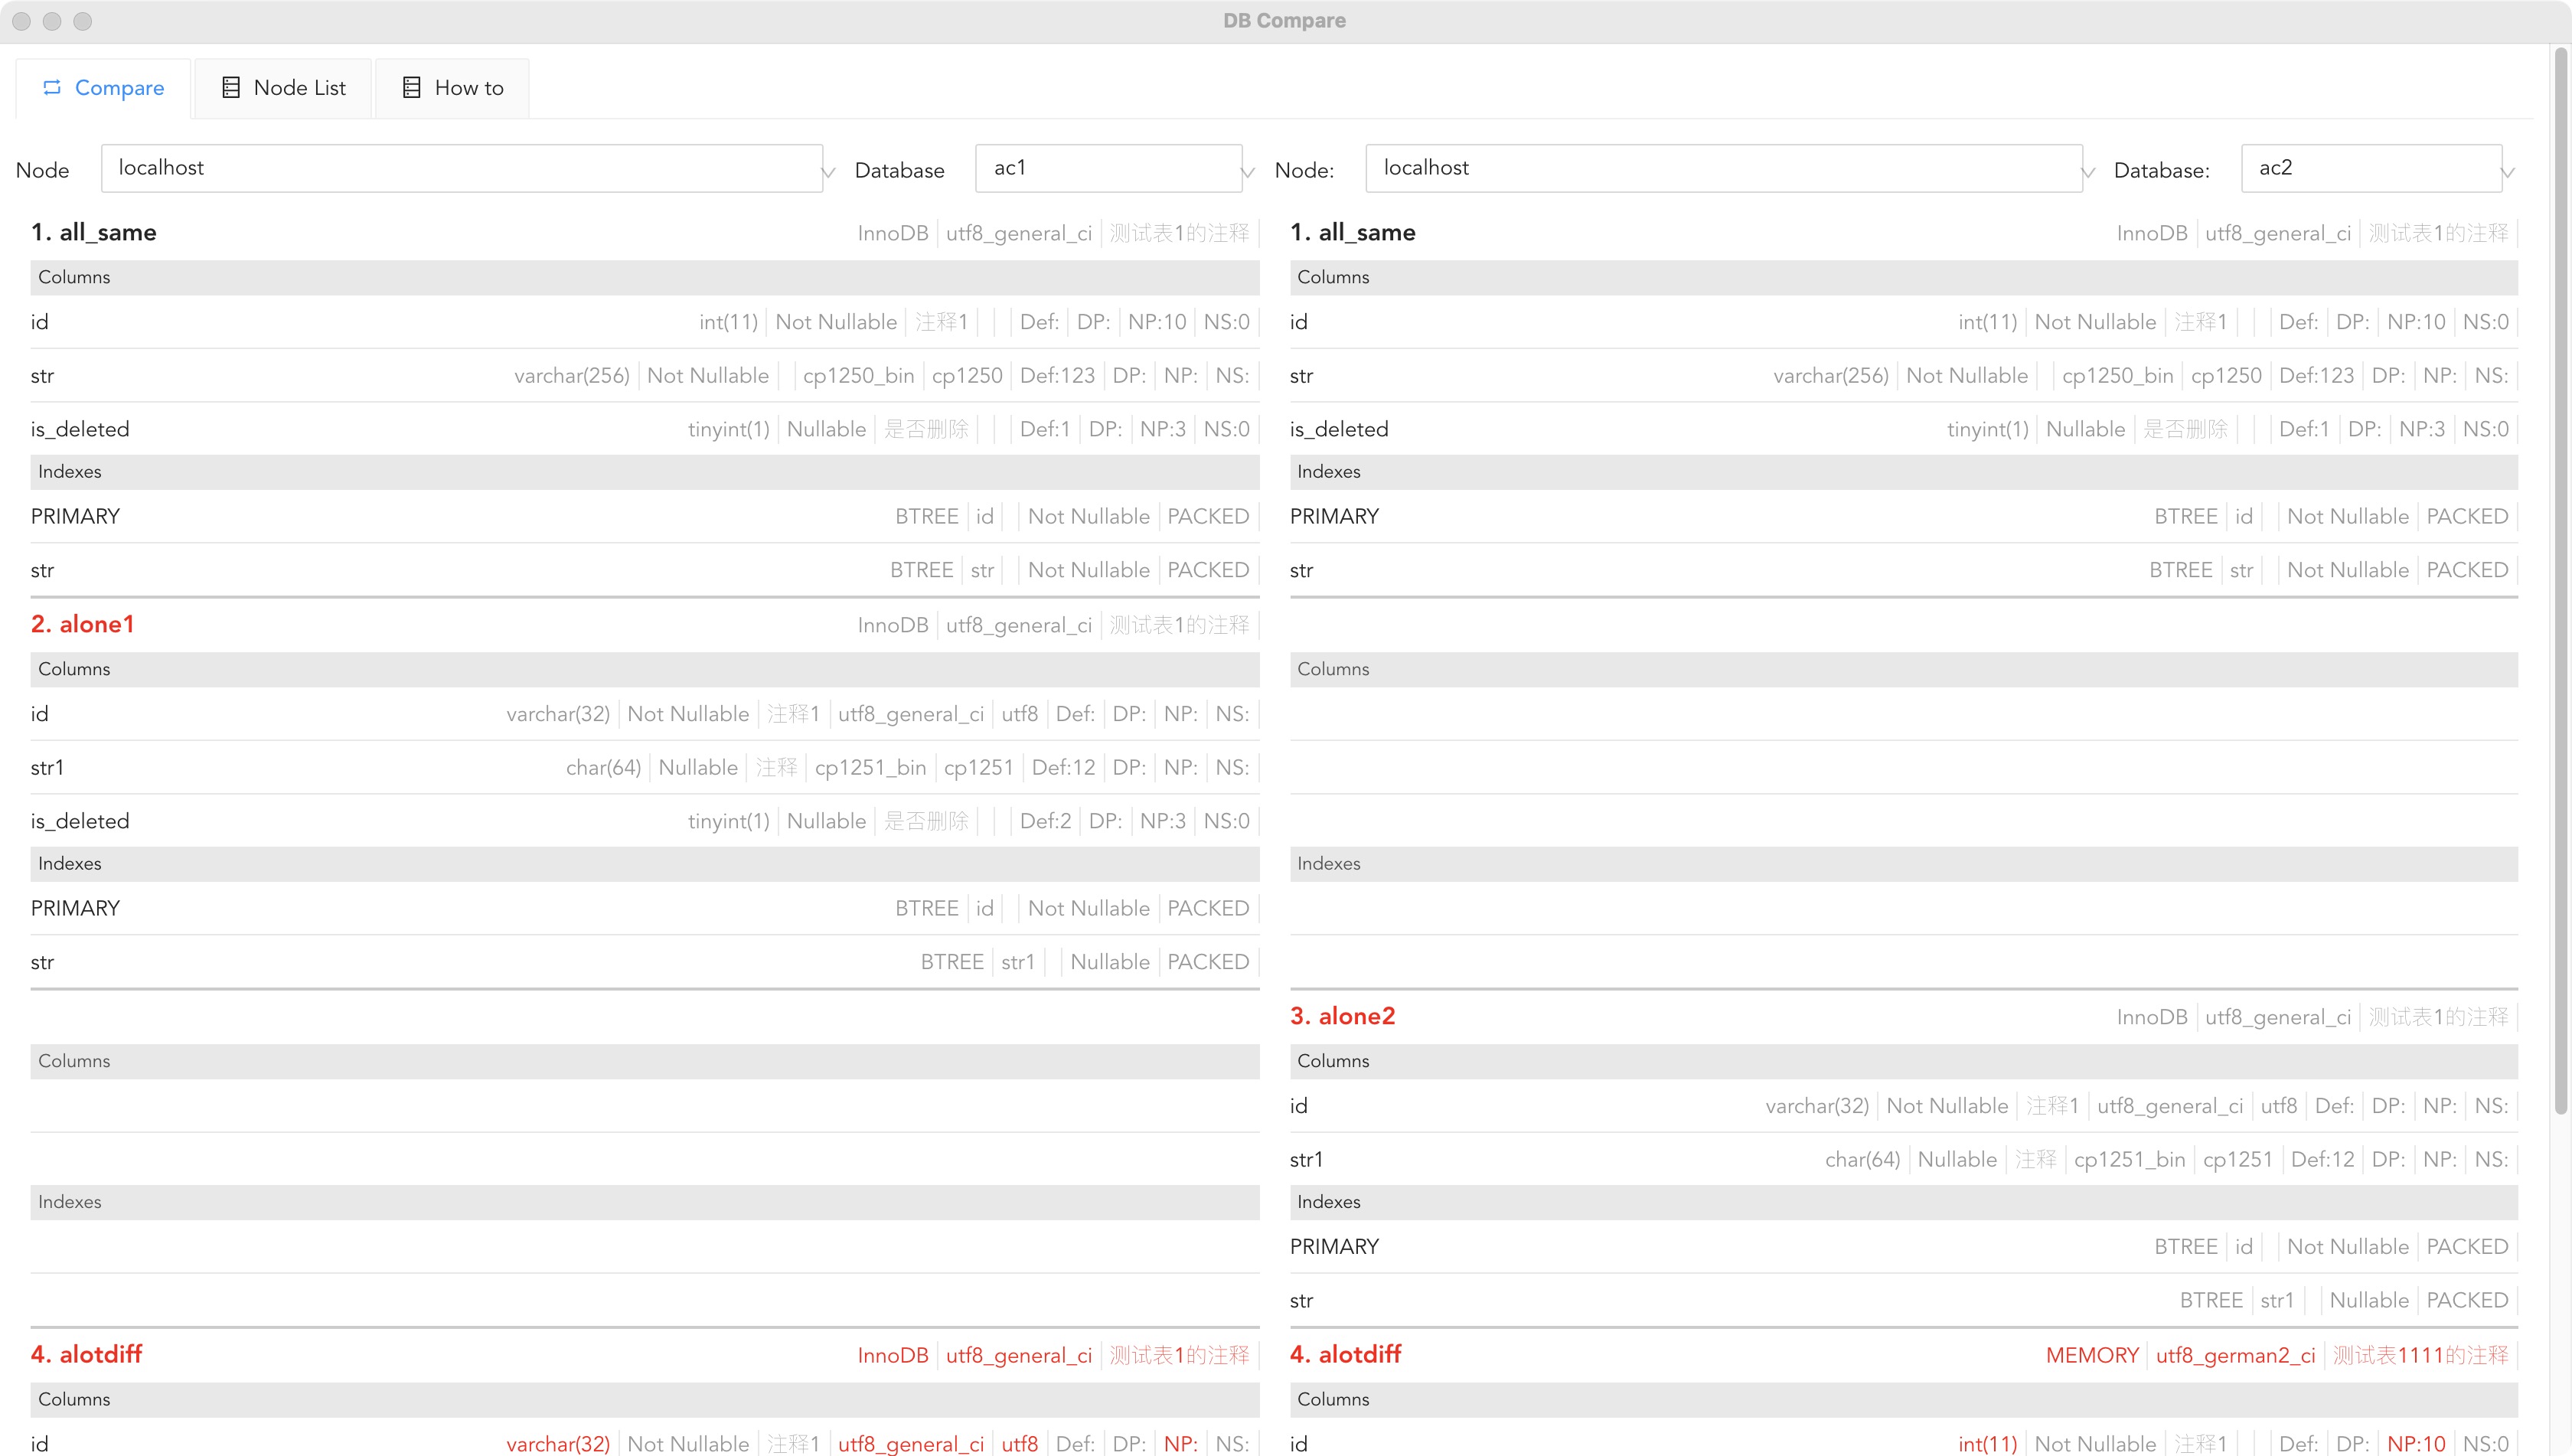 DB Compare
Compare Node List How to
Node localhost Database ac1 Node: localhost Database: ac2
1. all_same InnoDB utf8_general_ci 测试表1的注释 1. all_same InnoDB utf8_general_ci 测试表1的注释
Columns Columns
id int(11) Not Nullable 注释1 Def: DP: NP:10 NS:0 id int(11) Not Nullable 注释1 Def: DP: NP:10 NS:0
str varchar(256) Not Nullable cp1250_bin cp1250 Def:123 DP: NP: NS: str varchar(256) Not Nullable cp1250_bin cp1250 Def:123 DP: NP: NS:
is_deleted tinyint(1) Nullable 是否删除 Def:1 DP: NP:3 NS:0 is_deleted tinyint(1) Nullable 是否删除 Def:1 DP: NP:3 NS:0
Indexes Indexes
PRIMARY BTREE id Not Nullable PACKED PRIMARY BTREE id Not Nullable PACKED
str BTREE str Not Nullable PACKED str BTREE str Not Nullable PACKED
2. alone1 InnoDB utf8_general_ci 测试表1的注释
Columns Columns
id varchar(32) Not Nullable 注释1 utf8_general_ci utf8 Def: DP: NP: NS:
str1 char(64) Nullable 注释 cp1251_bin cp1251 Def:12 DP: NP: NS:
is_deleted tinyint(1) Nullable 是否删除 Def:2 DP: NP:3 NS:0
Indexes Indexes
PRIMARY BTREE id Not Nullable PACKED
str BTREE str1 Nullable PACKED
3. alone2 InnoDB utf8_general_ci 测试表1的注释
Columns Columns
id varchar(32) Not Nullable 注释1 utf8_general_ci utf8 Def: DP: NP: NS:
str1 char(64) Nullable 注释 cp1251_bin cp1251 Def:12 DP: NP: NS:
Indexes Indexes
PRIMARY BTREE id Not Nullable PACKED
str BTREE str1 Nullable PACKED
4. alotdiff InnoDB utf8_general_ci 测试表1的注释 4. alotdiff MEMORY utf8_german2_ci 测试表1111的注释
Columns Columns
id varchar(32) Not Nullable 注释1 utf8_general_ci utf8 Def: DP: NP: NS: id int(11) Not Nullable 注释1 Def: DP: NP:10 NS:0